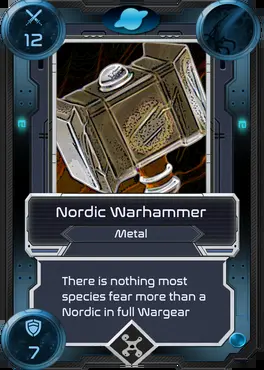 12
Nordic Warhammer
Metal
There is nothing most
species fear more than a
Nordic in full Wargear
7